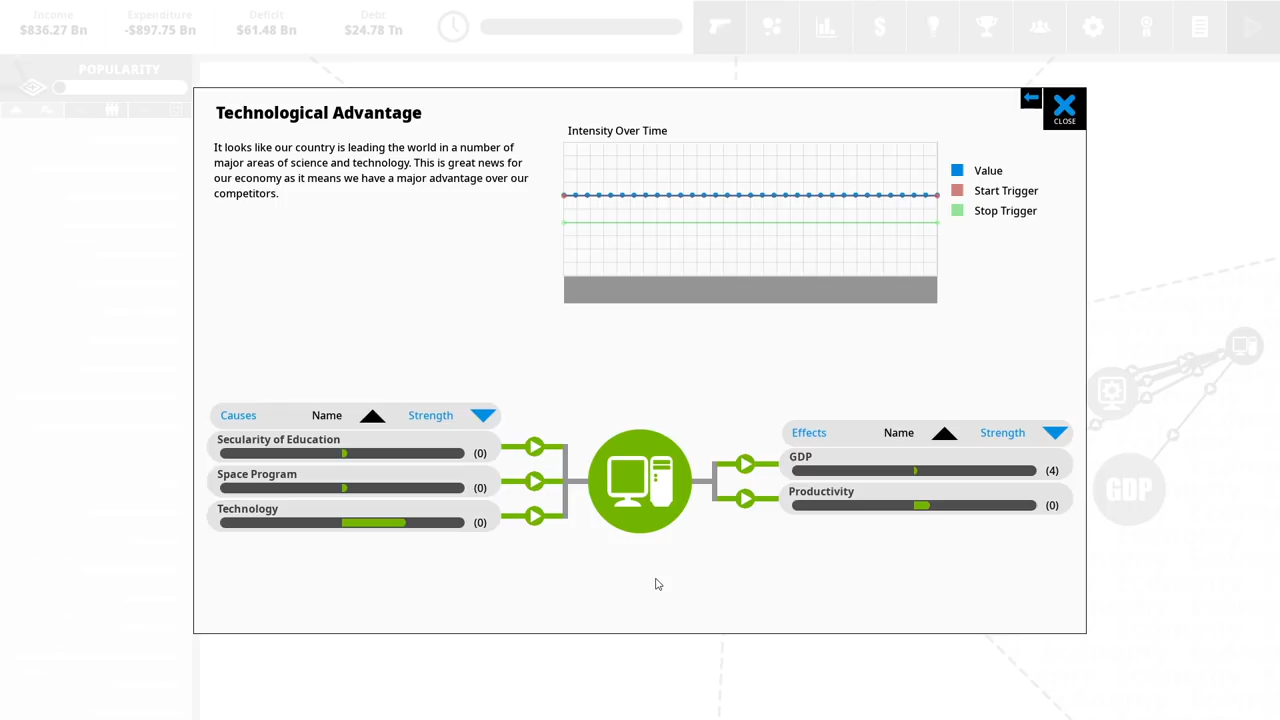 Income
Expenditure
Deficit
Debt
$836.27 Bn
-$897.75 Bn
$61.48 Bn
$24.78 Tn
POPULARITY
Technological Advantage
CLOSE
It looks like our country is leading the world in a number of
major areas of science and technology. This is great news for
our economy as it means we have a major advantage over our
competitors.
Intensity Over Time
Value
Start Trigger
Stop Trigger
Causes
Name
Strength
Secularity of Education
(0)
Space Program
(0)
Technology
(0)
Effects
Name
Strength
GDP
(4)
Productivity
(0)
GDP